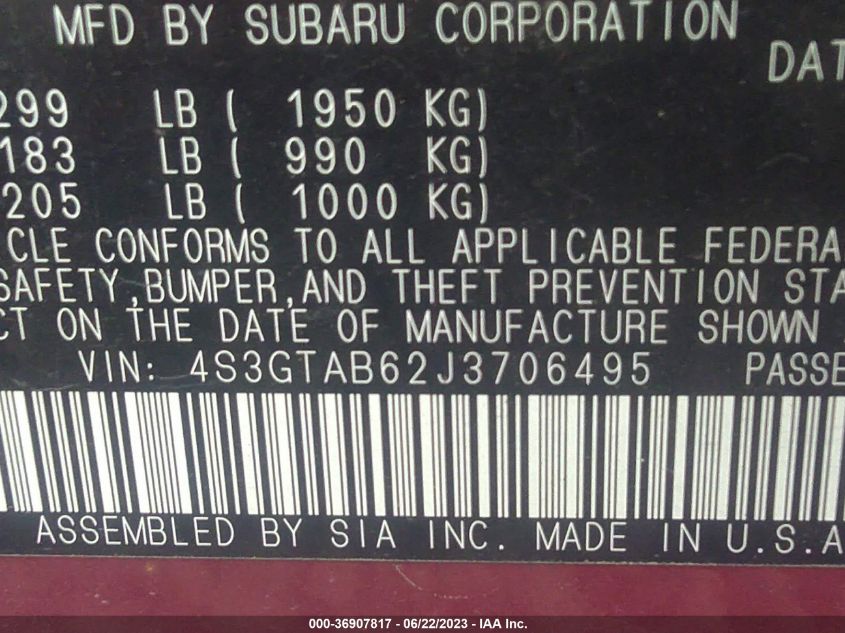 MFD BY SUBARU CORPORATION
DAT
299 LB ( 1950 KG)
183 LB ( 990 KG)
205 LB ( 1000 KG)
CLE CONFORMS TO ALL APPLICABLE FEDERA
SAFETY,BUMPER,AND THEFT PREVENTION STA
CT ON THE DATE OF MANUFACTURE SHOWN
VIN: 4S3GTAB62J3706495 PASSE
ASSEMBLED BY SIA INC. MADE IN U.S.A
000-36907817 - 06/22/2023 - IAA Inc.